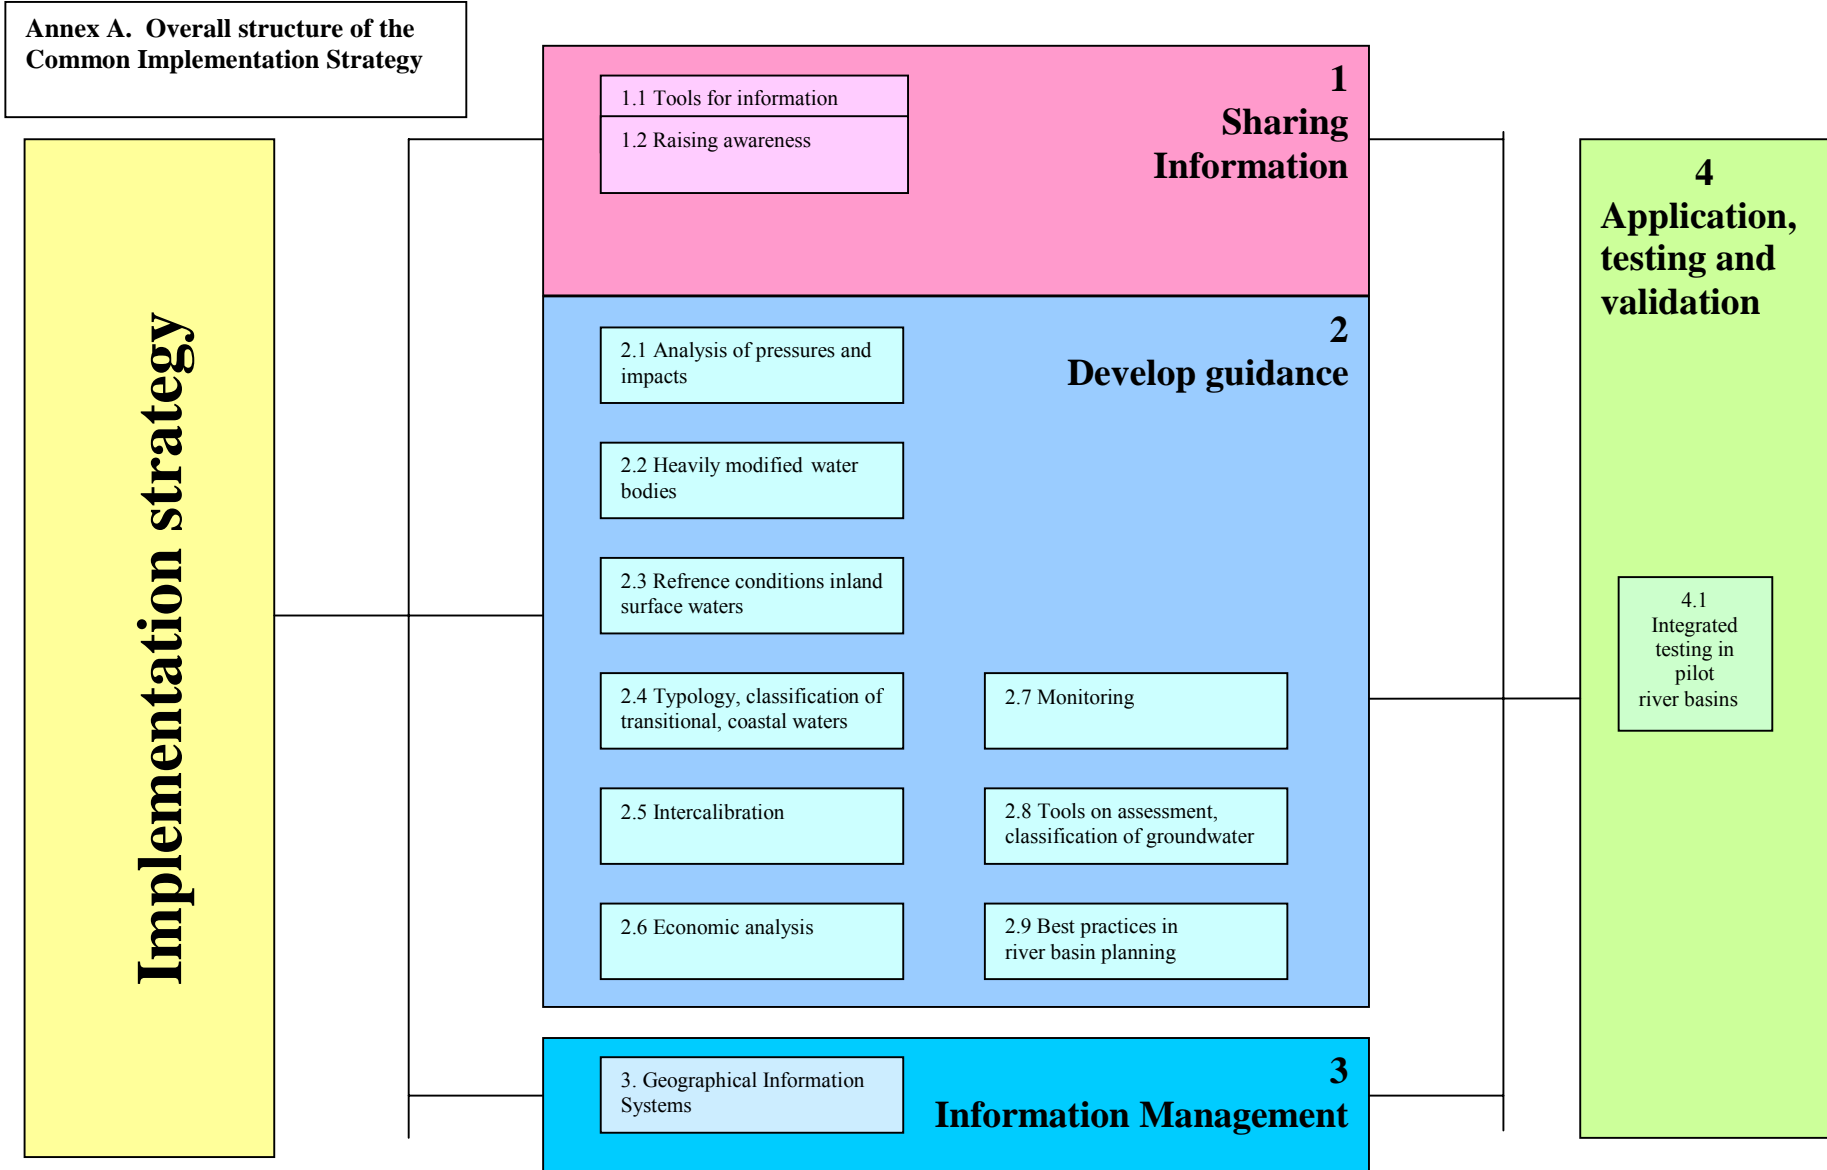 Annex A. Overall structure of the
Common Implementation Strategy
Implementation strategy
1
Sharing
Information
1.1 Tools for information
1.2 Raising awareness
2
Develop guidance
2.1 Analysis of pressures and
impacts
2.2 Heavily modified water
bodies
2.3 Refrence conditions inland
surface waters
2.4 Typology, classification of
transitional, coastal waters
2.5 Intercalibration
2.6 Economic analysis
2.7 Monitoring
2.8 Tools on assessment,
classification of groundwater
2.9 Best practices in
river basin planning
3
Information Management
3. Geographical Information
Systems
4
Application,
testing and
validation
4.1
Integrated
testing in
pilot
river basins